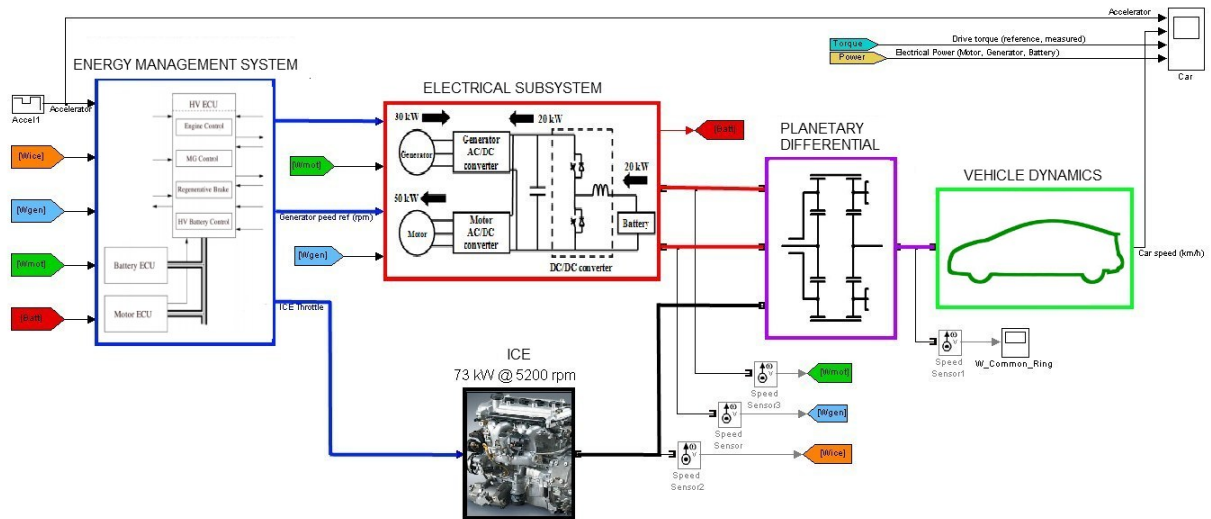 Accelerator
Torque
Drive torque (reference, measured)
Power
Electrical Power (Motor, Generator, Battery)
Car
ENERGY MANAGEMENT SYSTEM
Accel1
Accelerator
[Wice]
[Wgen]
[Wmot]
[Batt]
HV ECU
Engine Control
MG Control
Regenerative Brake
HV Battery Control
Battery ECU
Motor ECU
Generator peed ref (rpm)
ICE Throttle
ELECTRICAL SUBSYSTEM
[Wmot]
[Wgen]
30 kW
20 kW
Generator
Generator
AC/DC
converter
50 kW
Motor
Motor
AC/DC
converter
20 kW
Battery
DC/DC converter
[Batt]
PLANETARY
DIFFERENTIAL
VEHICLE DYNAMICS
Car speed (km/h)
ICE
73 kW @ 5200 rpm
ω
v
Speed
Sensor1
W_Common_Ring
ω
v
Speed
Sensor3
[Wmot]
ω
v
Speed
Sensor
[Wgen]
ω
v
Speed
Sensor2
[Wice]